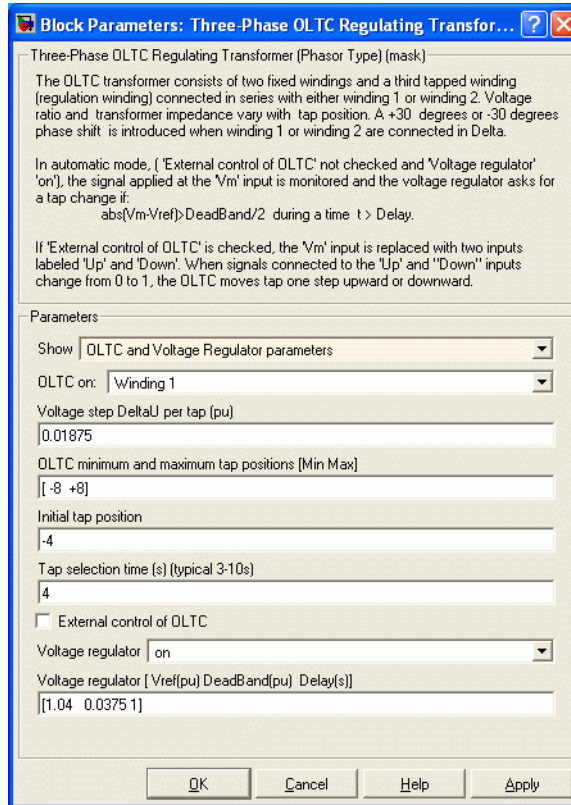 Block Parameters: Three-Phase OLTC Regulating Transfor...
Three-Phase OLTC Regulating Transformer (Phasor Type) (mask)
The OLTC transformer consists of two fixed windings and a third tapped winding
(regulation winding) connected in series with either winding 1 or winding 2. Voltage
ratio and transformer impedance vary with tap position. A +30 degrees or -30 degrees
phase shift is introduced when winding 1 or winding 2 are connected in Delta.
In automatic mode, ( 'External control of OLTC' not checked and 'Voltage regulator'
'on'), the signal applied at the 'Vm' input is monitored and the voltage regulator asks for
a tap change if:
abs(Vm-Vref)>DeadBand/2 during a time t > Delay.
If 'External control of OLTC' is checked, the 'Vm' input is replaced with two inputs
labeled 'Up' and 'Down'. When signals connected to the 'Up' and "Down" inputs
change from 0 to 1, the OLTC moves tap one step upward or downward.
Parameters
Show OLTC and Voltage Regulator parameters
OLTC on: Winding 1
Voltage step DeltaU per tap (pu)
0.01875
OLTC minimum and maximum tap positions [Min Max]
[ -8 +8]
Initial tap position
-4
Tap selection time (s) (typical 3-10s)
4
External control of OLTC
Voltage regulator on
Voltage regulator [ Vref(pu) DeadBand(pu) Delay(s)]
[1.04 0.0375 1]
OK Cancel Help Apply